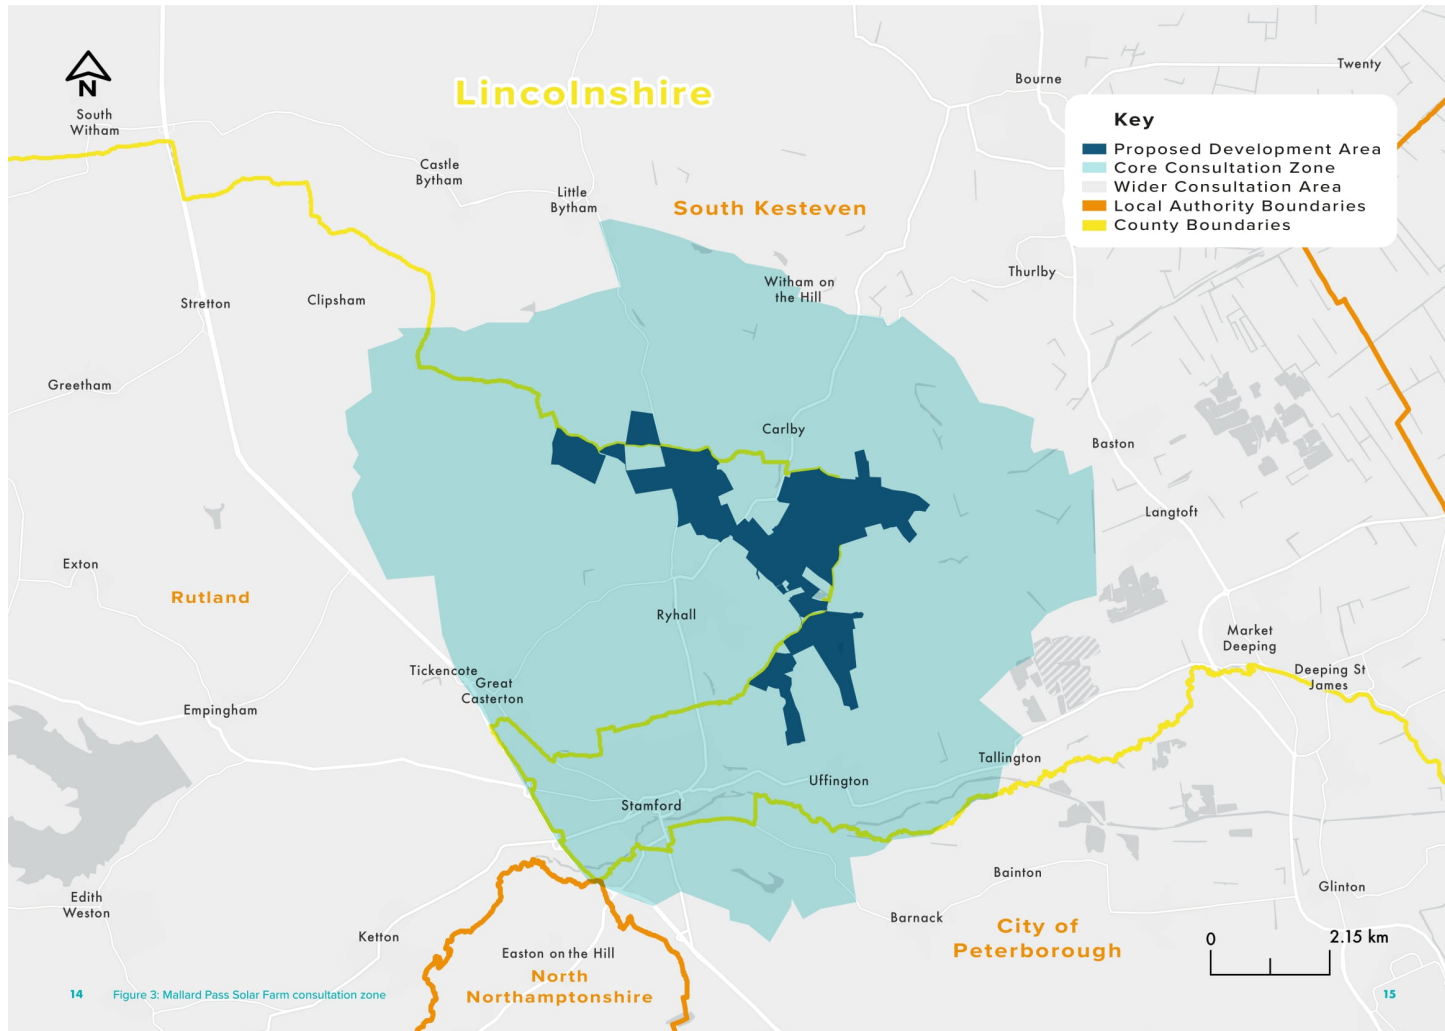 Lincolnshire
N
South
Witham
Castle
Bytham
Little
Bytham
South Kesteven
Bourne
Twenty
Key
Proposed Development Area
Core Consultation Zone
Wider Consultation Area
Local Authority Boundaries
County Boundaries
Thurlby
Witham on
the Hill
Stretton
Clipsham
Greetham
Carlby
Baston
Langtoft
Exton
Rutland
Ryhall
Market
Deeping
Deeping St
James
Tickencote
Great
Casterton
Empingham
Tallington
Uffington
Stamford
Bainton
Glinton
Edith
Weston
Barnack
Ketton
City of
Peterborough
0
2.15 km
Easton on the Hill
North
Northamptonshire
14
Figure 3: Mallard Pass Solar Farm consultation zone
15